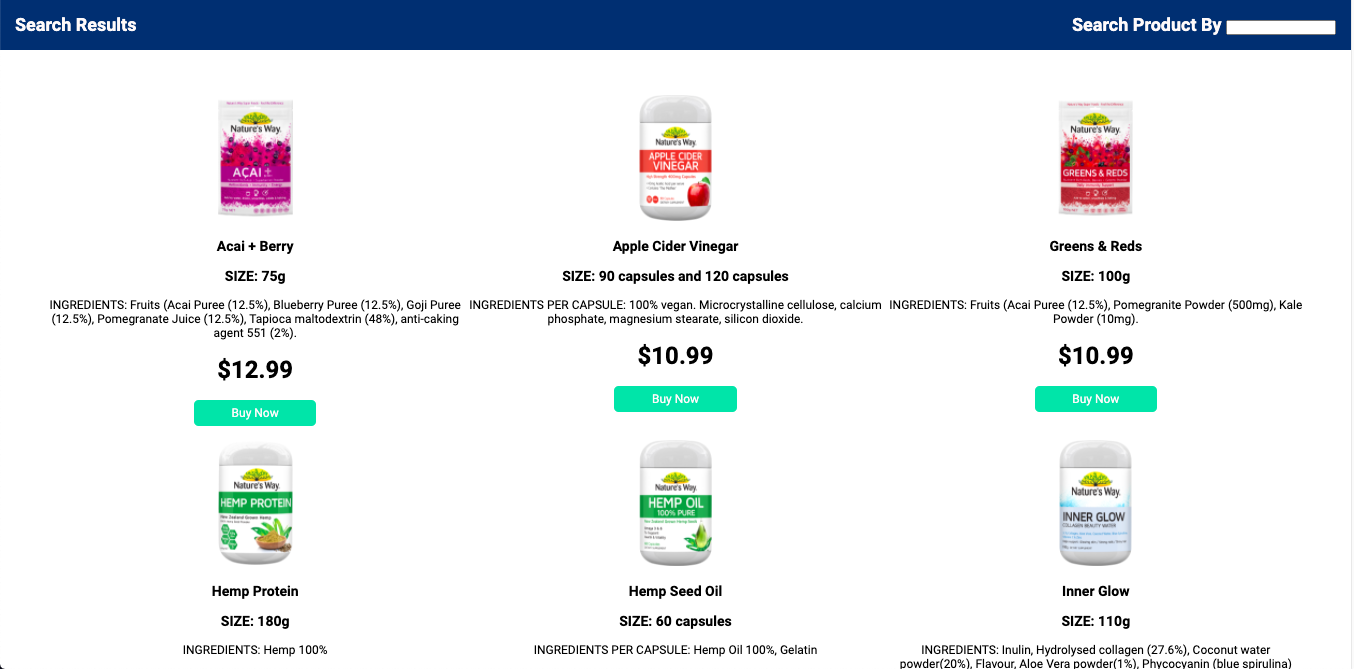 Search Results
Search Product By
Nature's Way
AÇAI +
Nature's Way
APPLE CIDER
VINEGAR
Nature's Way
GREENS & REDS
Acai + Berry
Apple Cider Vinegar
Greens & Reds
SIZE: 75g
SIZE: 90 capsules and 120 capsules
SIZE: 100g
INGREDIENTS: Fruits (Acai Puree (12.5%), Blueberry Puree (12.5%), Goji Puree
(12.5%), Pomegranate Juice (12.5%), Tapioca maltodextrin (48%), anti-caking
agent 551 (2%).
INGREDIENTS PER CAPSULE: 100% vegan. Microcrystalline cellulose, calcium
phosphate, magnesium stearate, silicon dioxide.
INGREDIENTS: Fruits (Acai Puree (12.5%), Pomegranite Powder (500mg), Kale
Powder (10mg).
$12.99
$10.99
$10.99
Buy Now
Buy Now
Buy Now
Nature's Way
HEMP PROTEIN
Nature's Way
HEMP OIL
100% PURE
Nature's Way
INNER GLOW
COLLAGEN BEAUTY WATER
Hemp Protein
Hemp Seed Oil
Inner Glow
SIZE: 180g
SIZE: 60 capsules
SIZE: 110g
INGREDIENTS: Hemp 100%
INGREDIENTS PER CAPSULE: Hemp Oil 100%, Gelatin
INGREDIENTS: Inulin, Hydrolysed collagen (27.6%), Coconut water
powder(20%), Flavour, Aloe Vera powder(1%), Phycocyanin (blue spirulina)